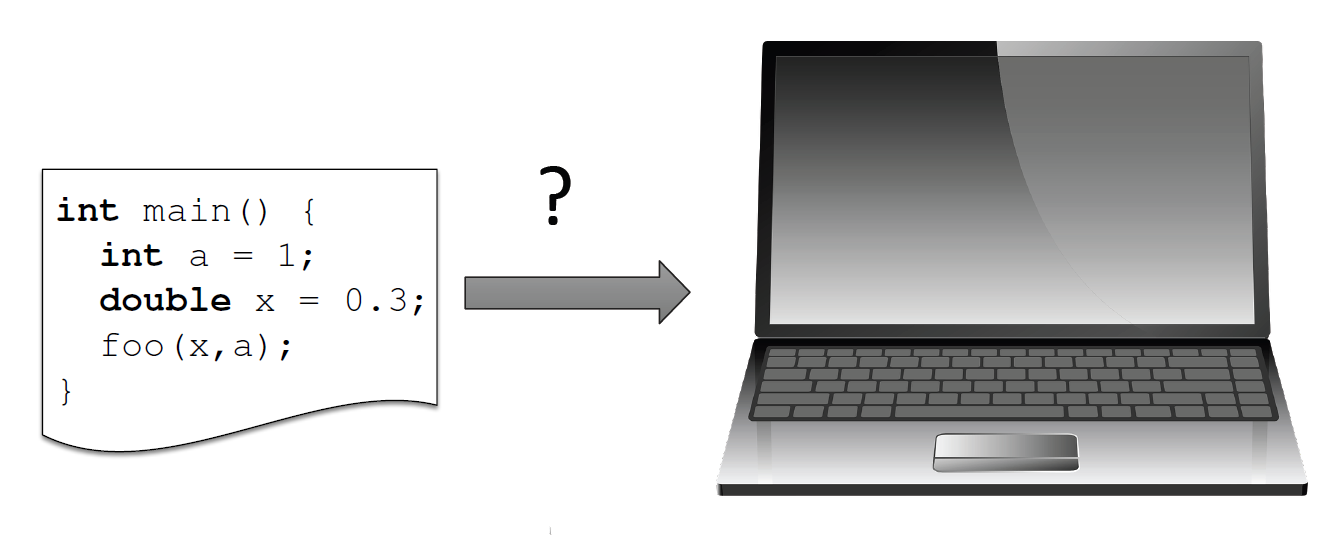 int main() {
  int a = 1;
  double x = 0.3;
  foo(x,a);
}
?